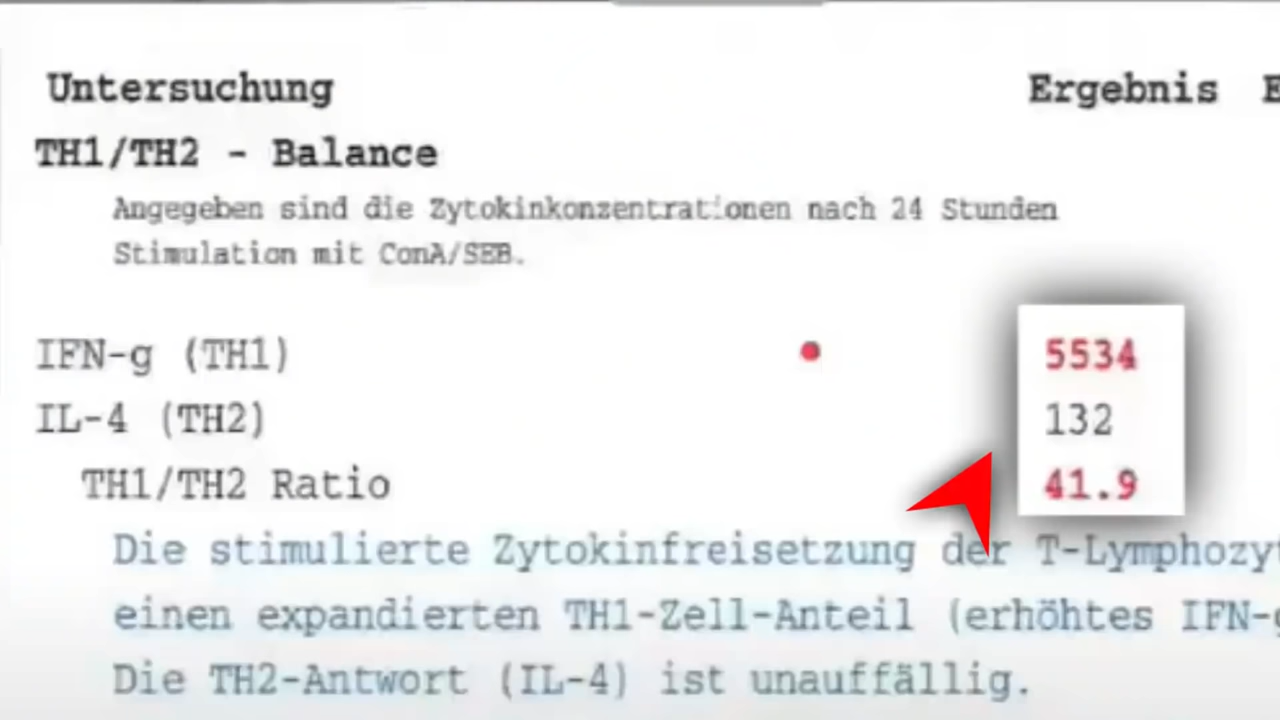 Untersuchung Ergebnis
TH1/TH2 - Balance
Angegeben sind die Zytokinkonzentrationen nach 24 Stunden
Stimulation mit ConA/SEB.
IFN-g (TH1) 5534
IL-4 (TH2) 132
TH1/TH2 Ratio 41.9
Die stimulierte Zytokinfreisetzung der T-Lymphozyt
einen expandierten TH1-Zell-Anteil (erhöhtes IFN-g
Die TH2-Antwort (IL-4) ist unauffällig.